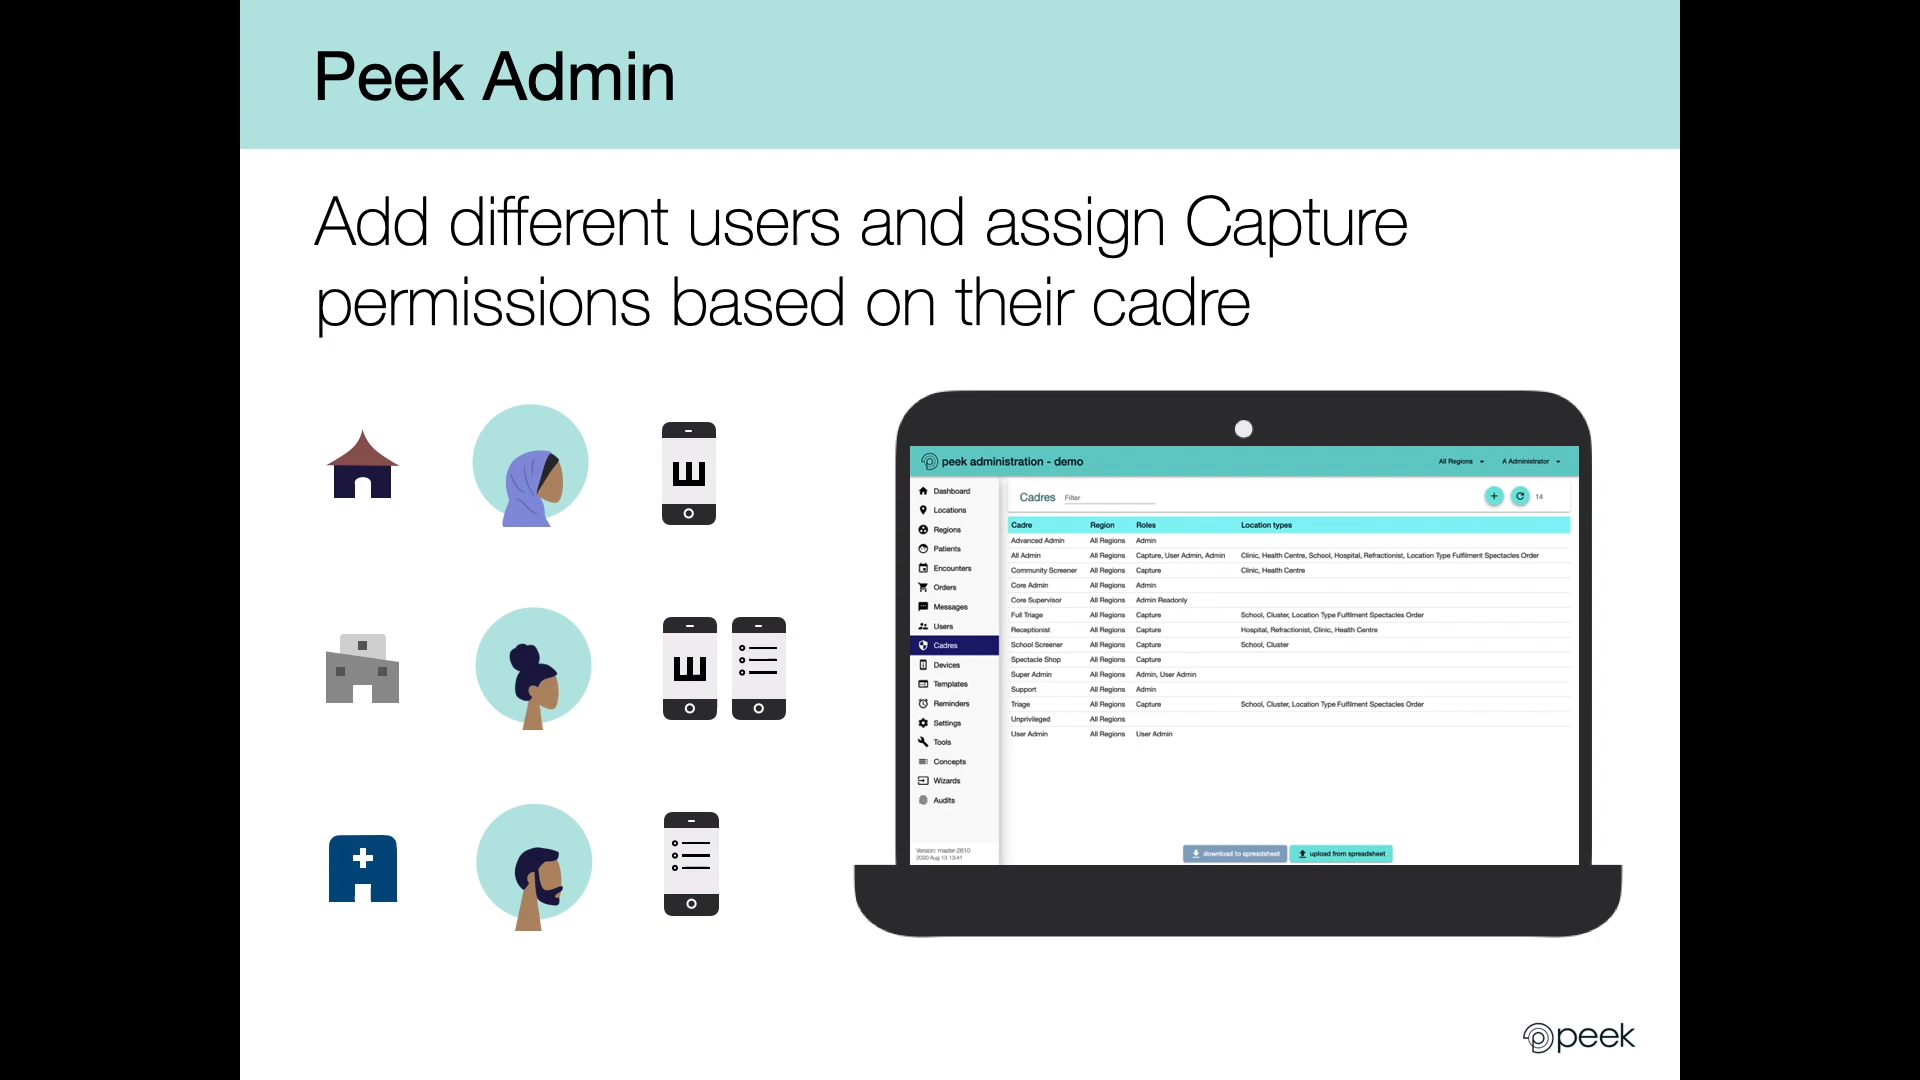 Peek Admin
Add different users and assign Capture
permissions based on their cadre
peek administration - demo
All Regions
A Administrator
Dashboard
Locations
Regions
Patients
Encounters
Orders
Messages
Users
Cadres
Devices
Templates
Reminders
Settings
Tools
Concepts
Wizards
Audits
Version: master-2610
2020 Aug 13 13:41
Cadres Filter + 14
Cadre Region Roles Location types
Advanced Admin All Regions Admin
All Admin All Regions Capture, User Admin, Admin Clinic, Health Centre, School, Hospital, Refractionist, Location Type Fulfilment Spectacles Order
Community Screener All Regions Capture Clinic, Health Centre
Core Admin All Regions Admin
Core Supervisor All Regions Admin Readonly
Full Triage All Regions Capture School, Cluster, Location Type Fulfilment Spectacles Order
Receptionist All Regions Capture Hospital, Refractionist, Clinic, Health Centre
School Screener All Regions Capture School, Cluster
Spectacle Shop All Regions Capture
Super Admin All Regions Admin, User Admin
Support All Regions Admin
Triage All Regions Capture School, Cluster, Location Type Fulfilment Spectacles Order
Unprivileged All Regions
User Admin All Regions User Admin
download to spreadsheet
upload from spreadsheet
peek